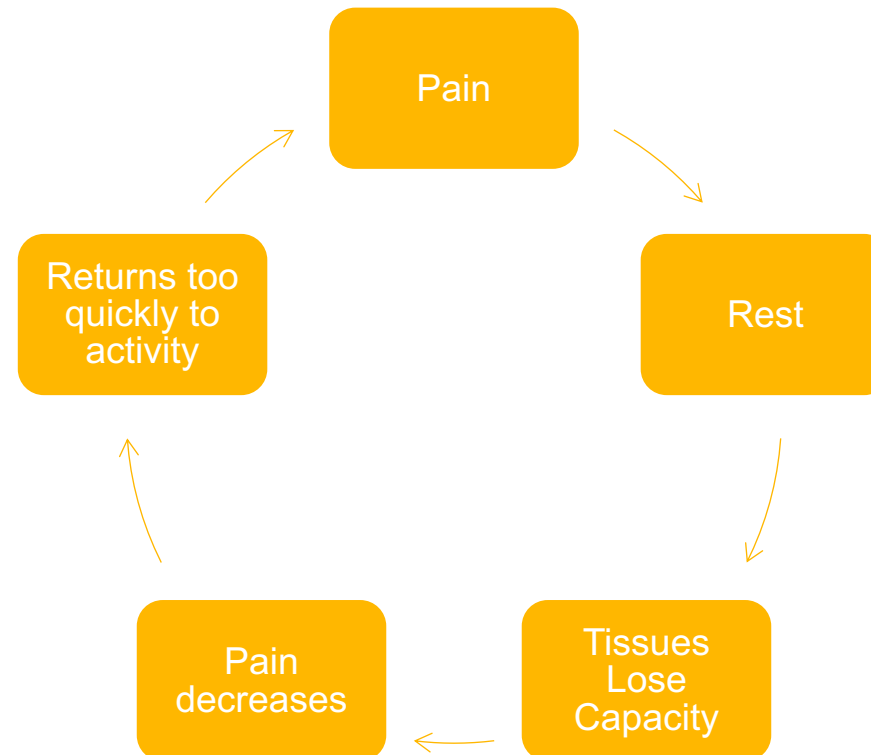 Pain
Rest
Tissues
Lose
Capacity
Pain
decreases
Returns too
quickly to
activity